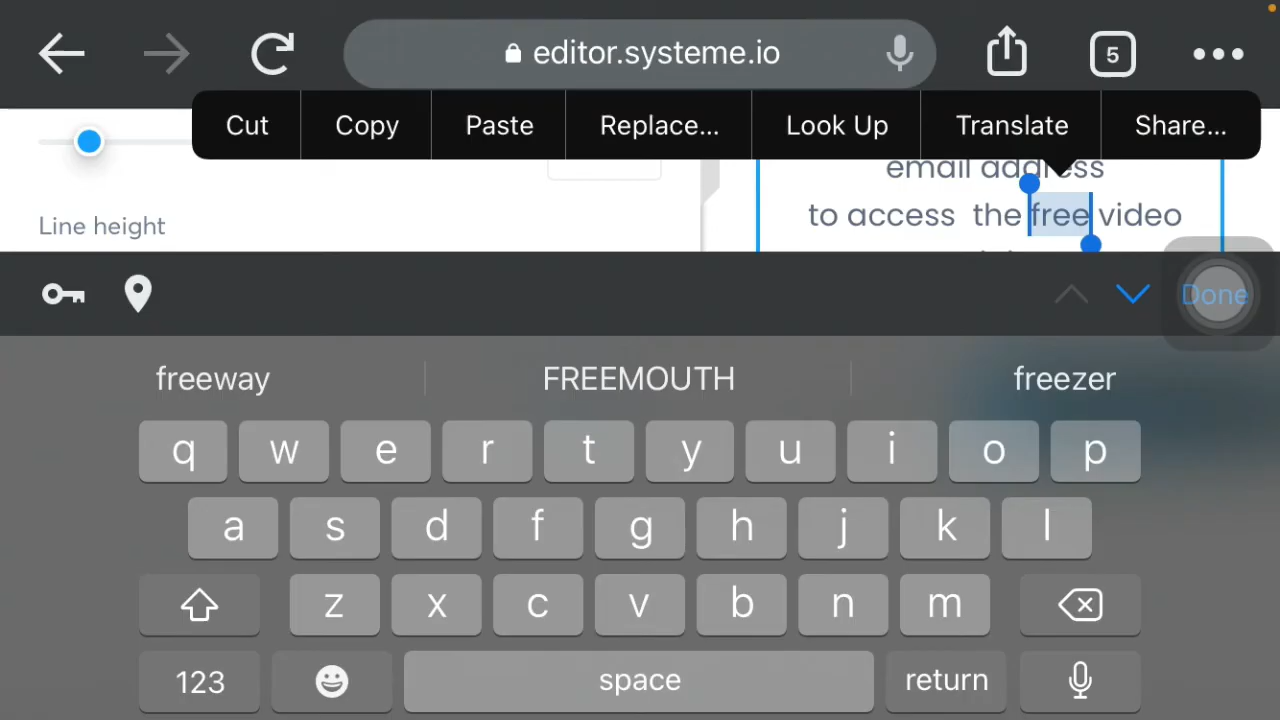 editor.systeme.io
5
Cut Copy Paste Replace... Look Up Translate Share...
email address
to access the free video
Line height
Done
freeway FREEMOUTH freezer
q w e r t y u i o p
a s d f g h j k l
z x c v b n m
123 space return